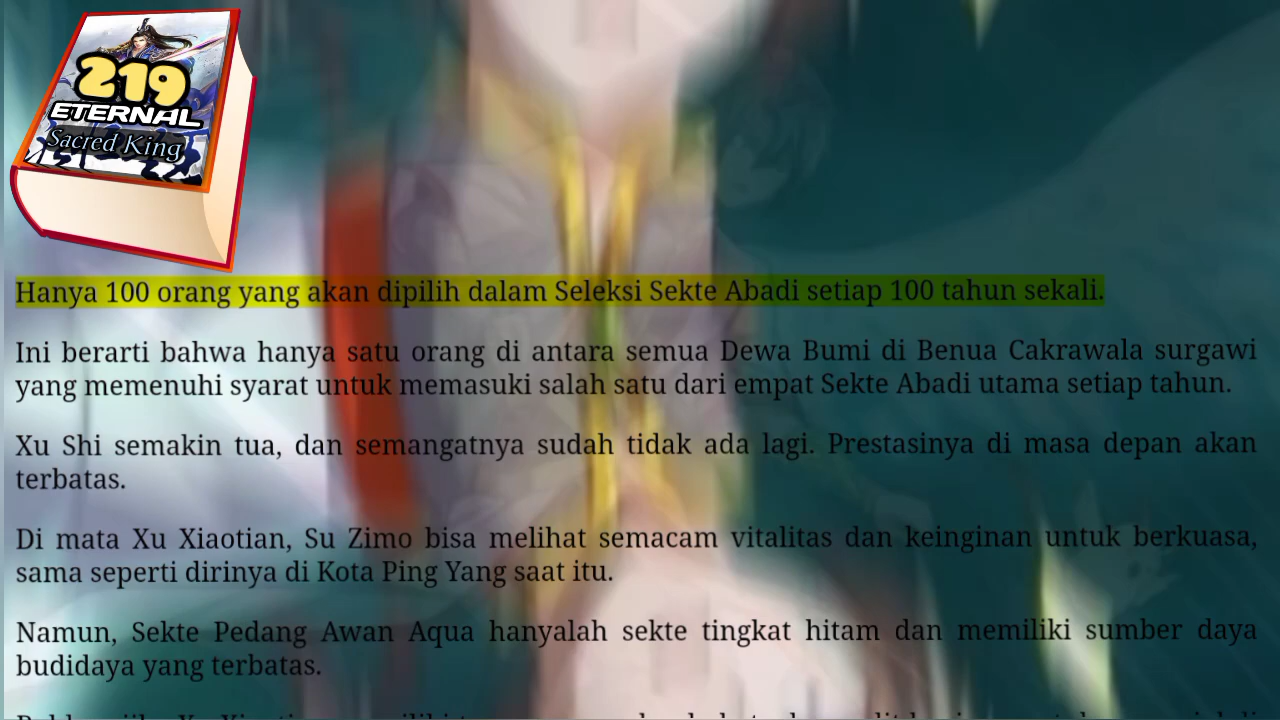 219
ETERNAL
Sacred King
Hanya 100 orang yang akan dipilih dalam Seleksi Sekte Abadi setiap 100 tahun sekali.
Ini berarti bahwa hanya satu orang di antara semua Dewa Bumi di Benua Cakrawala surgawi
yang memenuhi syarat untuk memasuki salah satu dari empat Sekte Abadi utama setiap tahun.
Xu Shi semakin tua, dan semangatnya sudah tidak ada lagi. Prestasinya di masa depan akan
terbatas.
Di mata Xu Xiaotian, Su Zimo bisa melihat semacam vitalitas dan keinginan untuk berkuasa,
sama seperti dirinya di Kota Ping Yang saat itu.
Namun, Sekte Pedang Awan Aqua hanyalah sekte tingkat hitam dan memiliki sumber daya
budidaya yang terbatas.